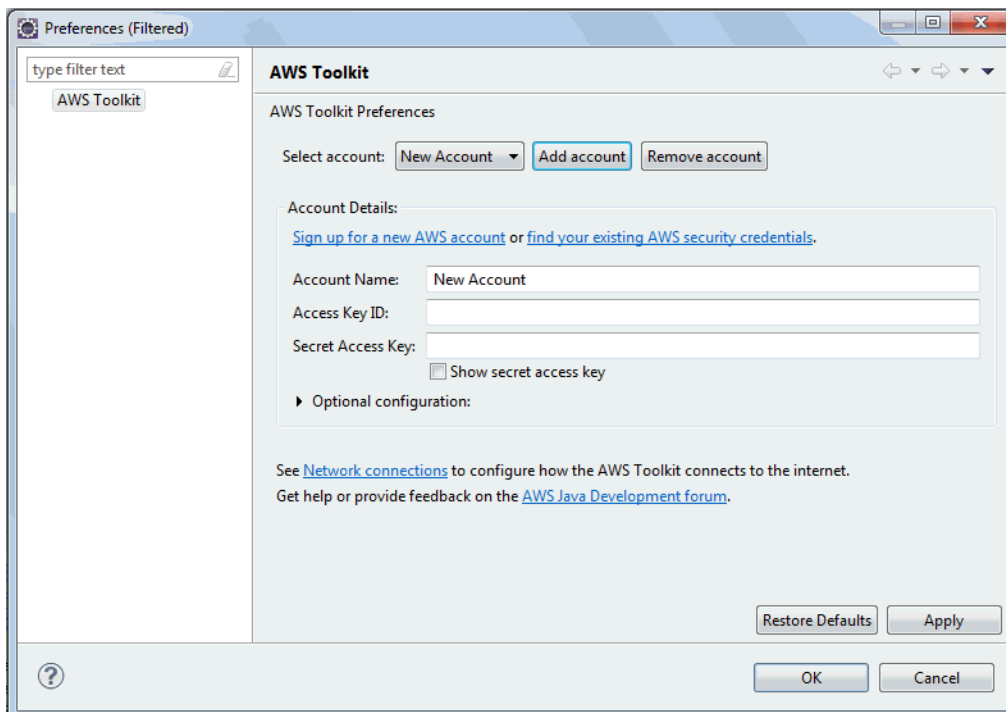 Preferences (Filtered)
type filter text
AWS Toolkit
AWS Toolkit
AWS Toolkit Preferences
Select account: New Account Add account Remove account
Account Details:
Sign up for a new AWS account or find your existing AWS security credentials.
Account Name: New Account
Access Key ID:
Secret Access Key:
Show secret access key
Optional configuration:
See Network connections to configure how the AWS Toolkit connects to the internet.
Get help or provide feedback on the AWS Java Development forum.
Restore Defaults Apply
? OK Cancel